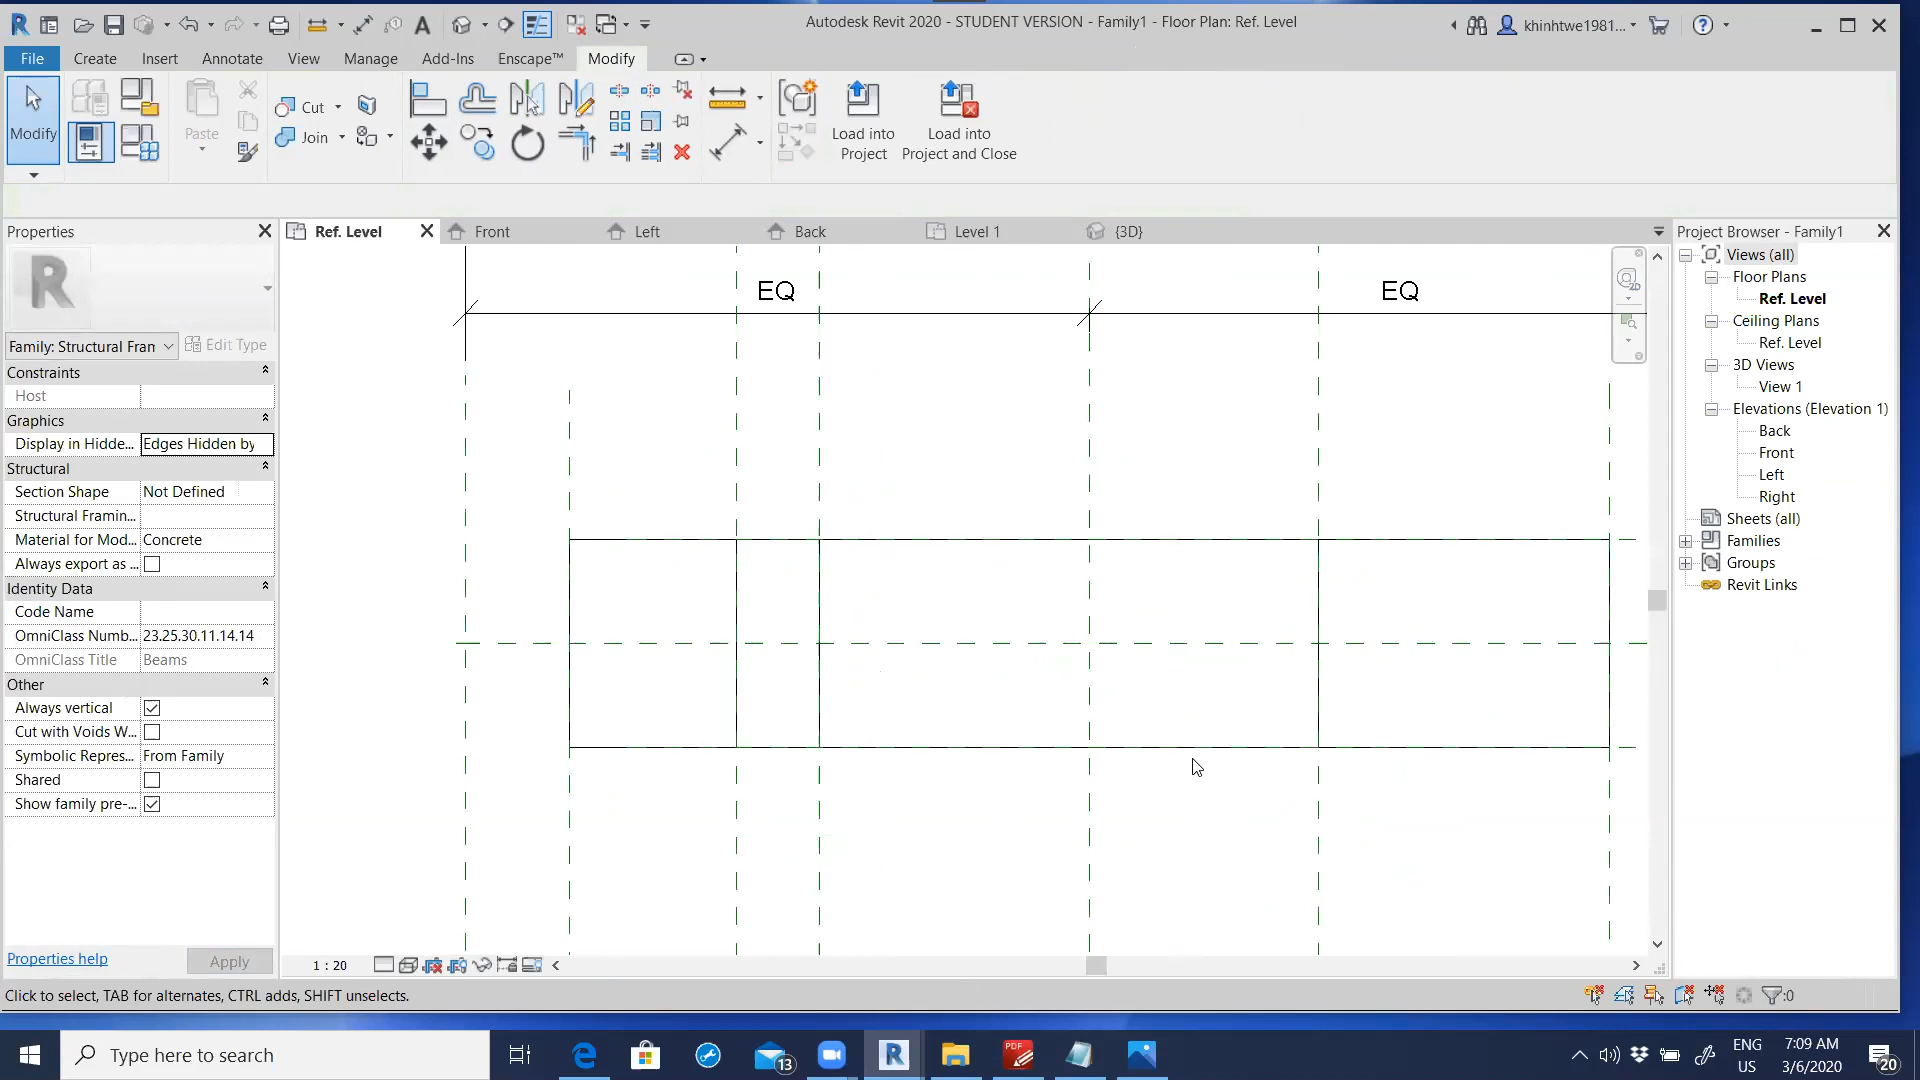 Autodesk Revit 2020 - STUDENT VERSION - Family1 - Floor Plan: Ref. Level
khinhtwe1981...
File Create Insert Annotate View Manage Add-Ins Enscape™ Modify
Modify
Paste
Cut
Join
Load into
Project
Load into
Project and Close
Properties
Ref. Level Front Left Back Level 1 {3D}
Project Browser - Family1
Family: Structural Fran
Edit Type
Constraints
Host
Graphics
Display in Hidde... Edges Hidden by
Structural
Section Shape Not Defined
Structural Framin...
Material for Mod... Concrete
Always export as ...
Identity Data
Code Name
OmniClass Numb... 23.25.30.11.14.14
OmniClass Title Beams
Other
Always vertical
Cut with Voids W...
Symbolic Repres... From Family
Shared
Show family pre-...
Properties help
Apply
EQ EQ
2D
Views (all)
Floor Plans
Ref. Level
Ceiling Plans
Ref. Level
3D Views
View 1
Elevations (Elevation 1)
Back
Front
Left
Right
Sheets (all)
Families
Groups
Revit Links
1 : 20
Click to select, TAB for alternates, CTRL adds, SHIFT unselects.
:0
Type here to search
13
PDF
ENG
US
7:09 AM
3/6/2020
20